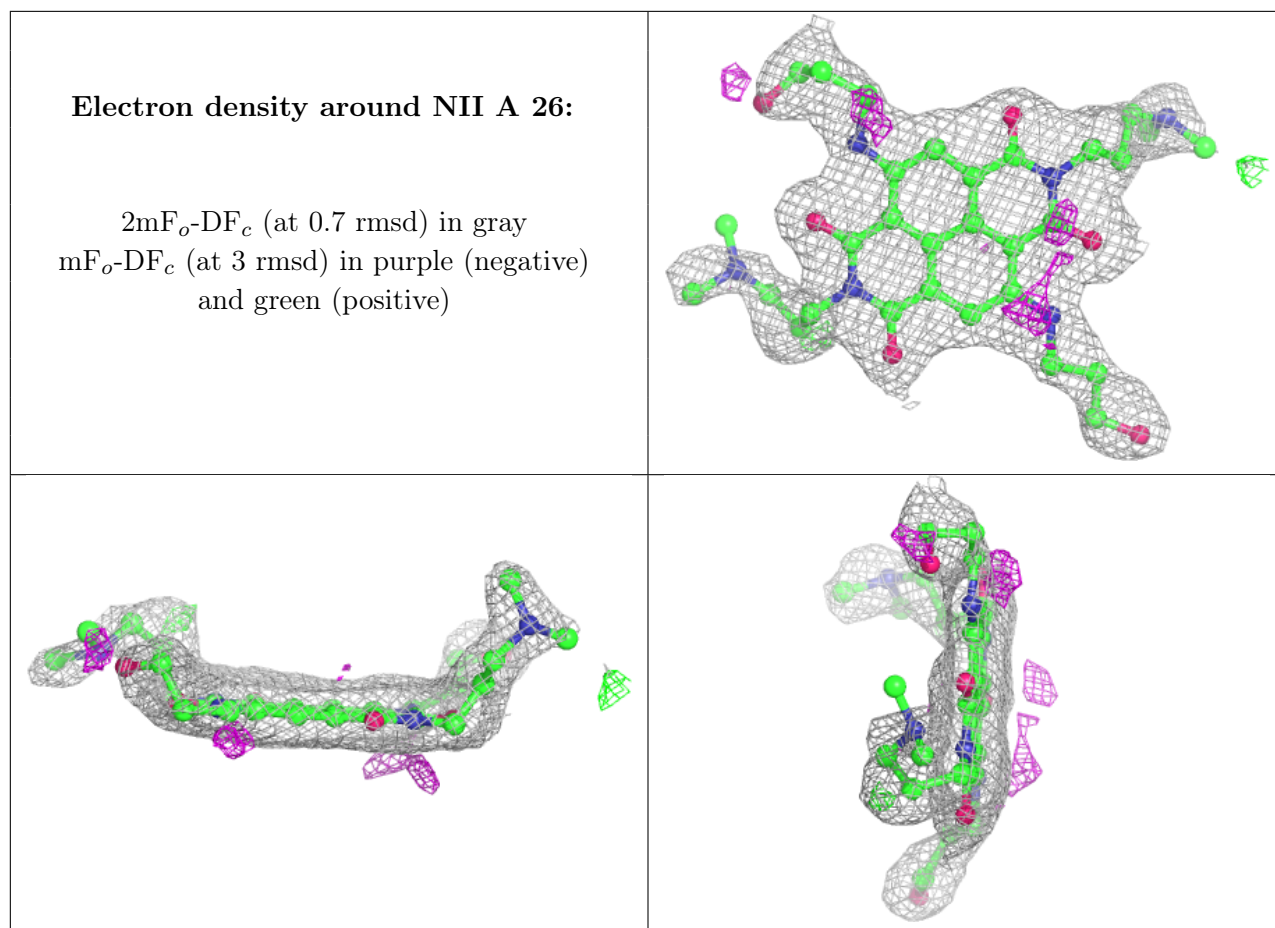 Electron density around NII A 26:
2mFo-DFc (at 0.7 rmsd) in gray
mFo-DFc (at 3 rmsd) in purple (negative)
and green (positive)